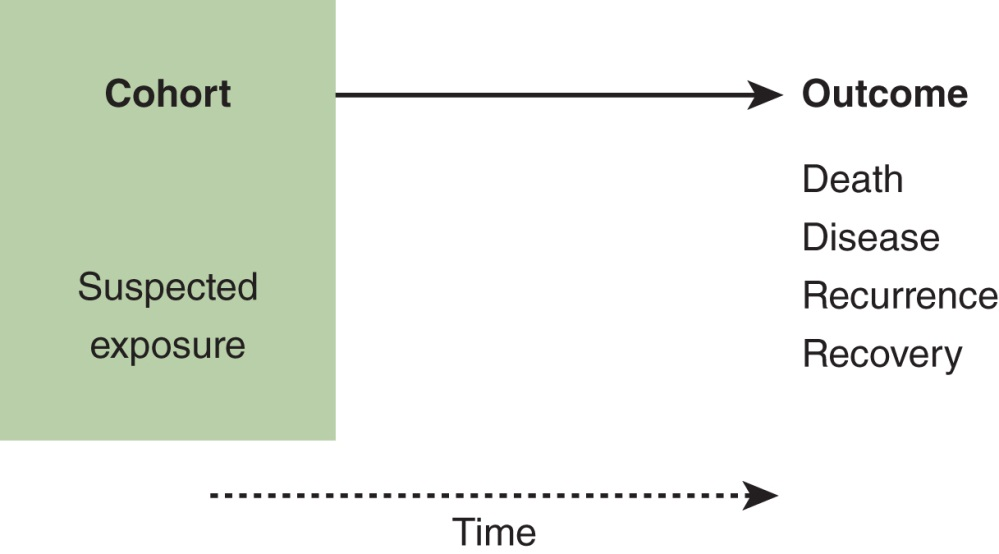 Cohort
Outcome
Suspected
exposure
Death
Disease
Recurrence
Recovery
Time